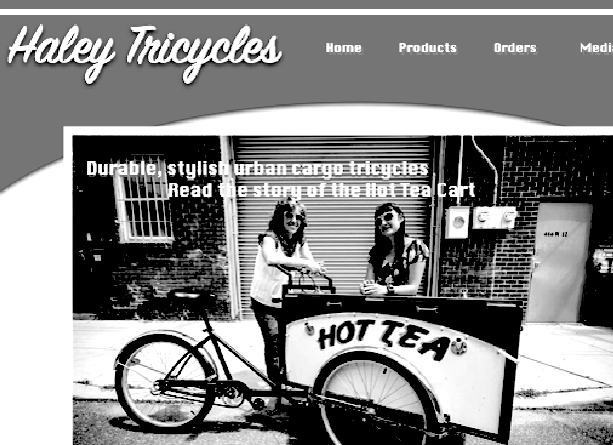 Haley Tricycles
Home Products Orders Media
Durable, stylish urban cargo tricycles
Read the story of the Hot Tea Cart
HOT TEA